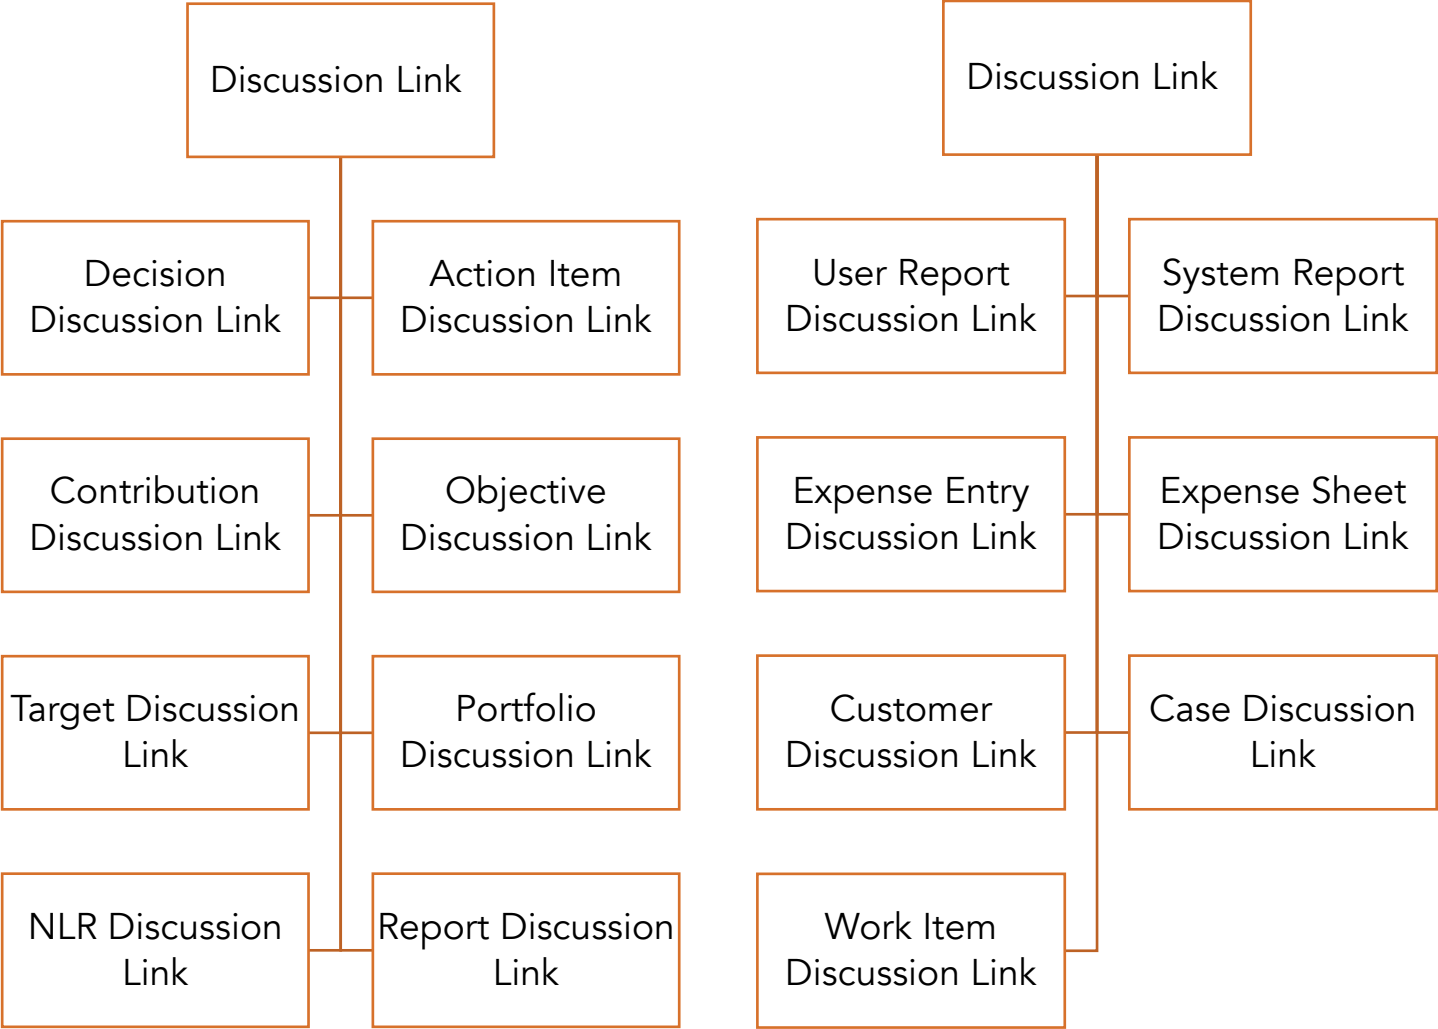 Discussion Link
Decision
Discussion Link
Action Item
Discussion Link
Contribution
Discussion Link
Objective
Discussion Link
Target Discussion
Link
Portfolio
Discussion Link
NLR Discussion
Link
Report Discussion
Link
Discussion Link
User Report
Discussion Link
System Report
Discussion Link
Expense Entry
Discussion Link
Expense Sheet
Discussion Link
Customer
Discussion Link
Case Discussion
Link
Work Item
Discussion Link